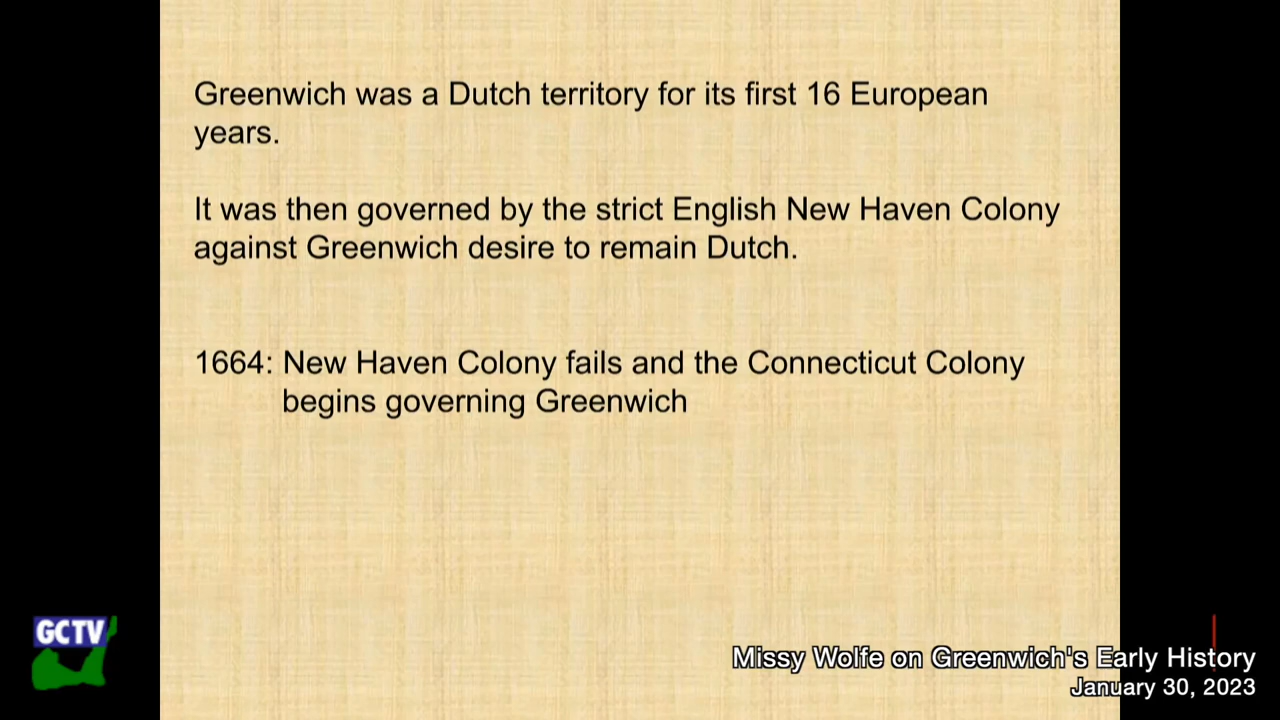 Greenwich was a Dutch territory for its first 16 European
years.
It was then governed by the strict English New Haven Colony
against Greenwich desire to remain Dutch.
1664: New Haven Colony fails and the Connecticut Colony
begins governing Greenwich
GCTV
Missy Wolfe on Greenwich's Early History
January 30, 2023